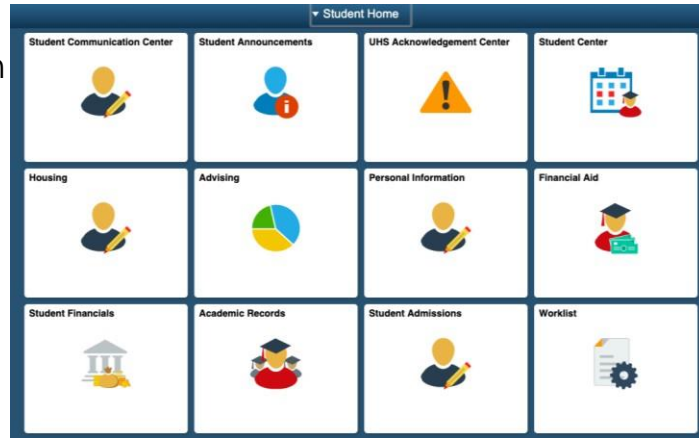 Student Home
Student Communication Center
Student Announcements
UHS Acknowledgement Center
Student Center
Housing
Advising
Personal Information
Financial Aid
Student Financials
Academic Records
Student Admissions
Worklist